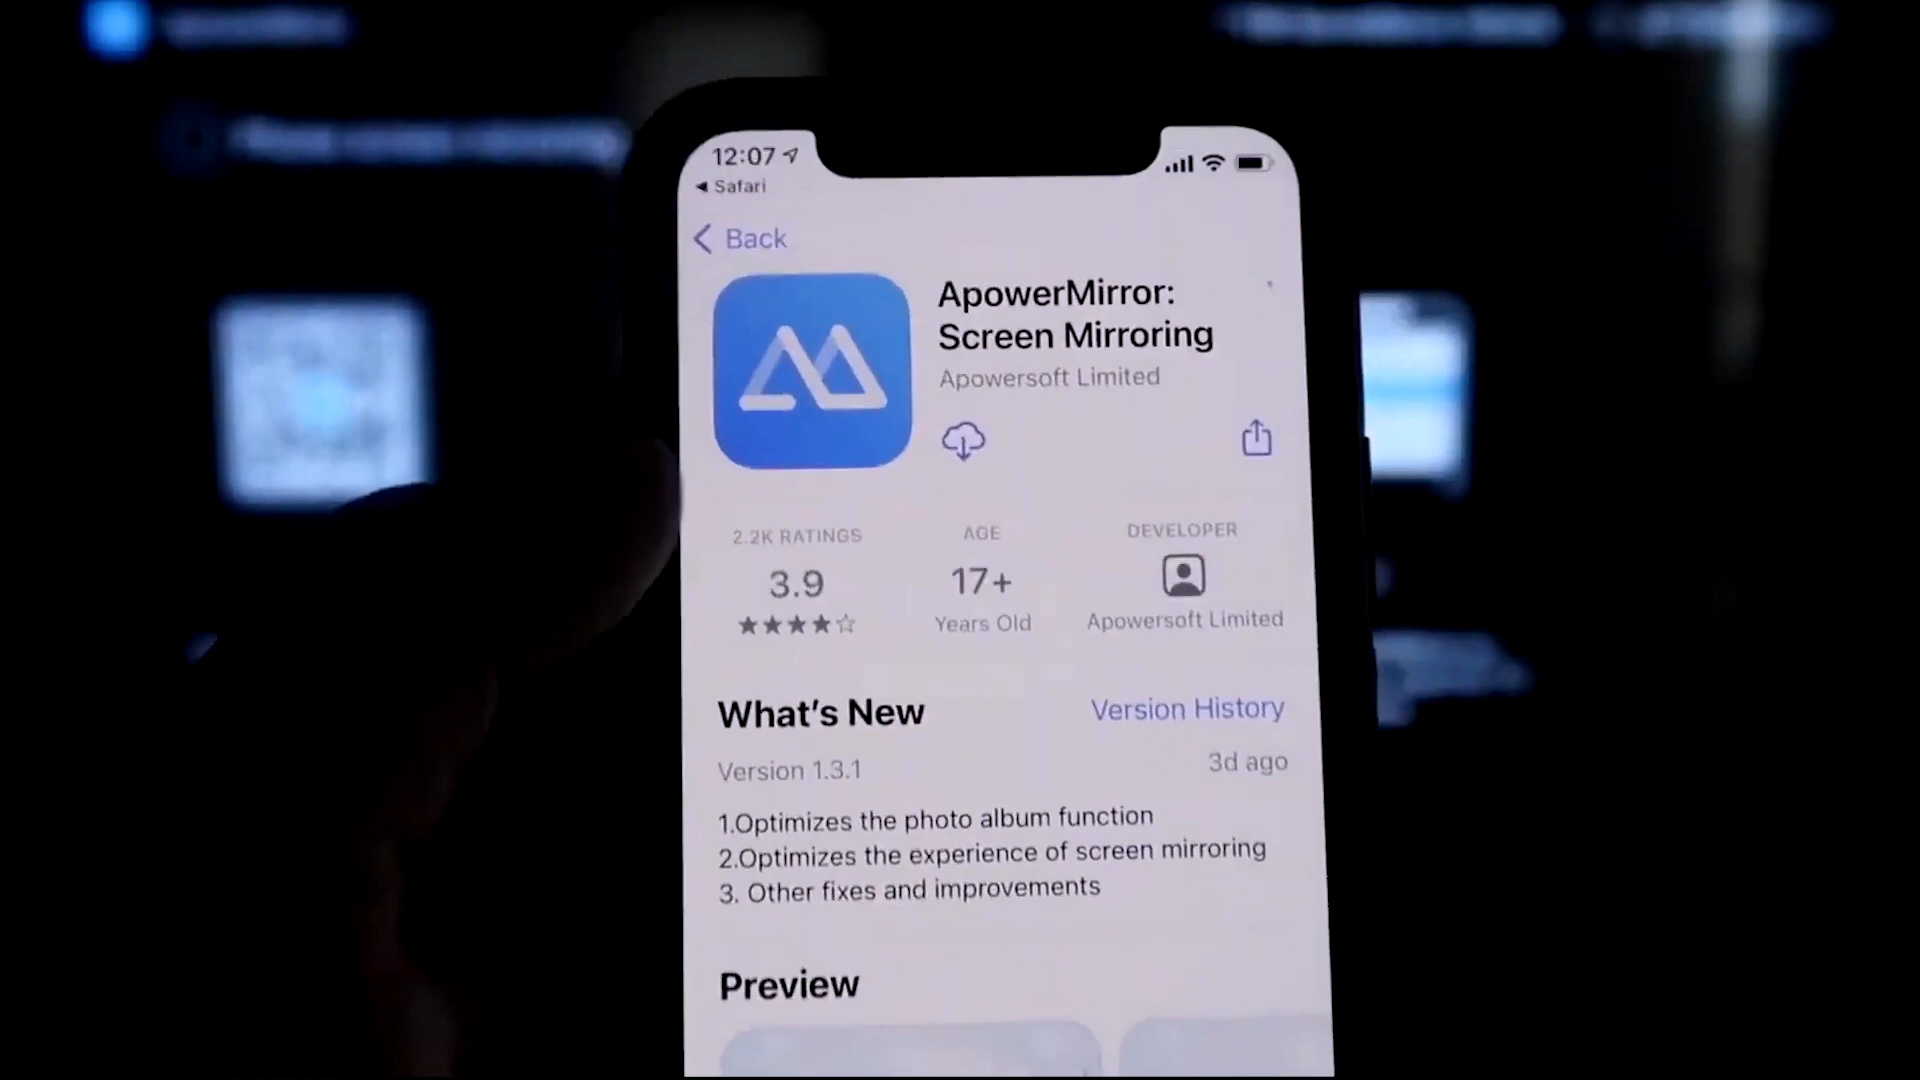 12:07
Safari
Back
ApowerMirror:
Screen Mirroring
Apowersoft Limited
2.2K RATINGS
AGE
DEVELOPER
3.9
17+
Years Old
Apowersoft Limited
What's New
Version History
Version 1.3.1
3d ago
1.Optimizes the photo album function
2.Optimizes the experience of screen mirroring
3. Other fixes and improvements
Preview